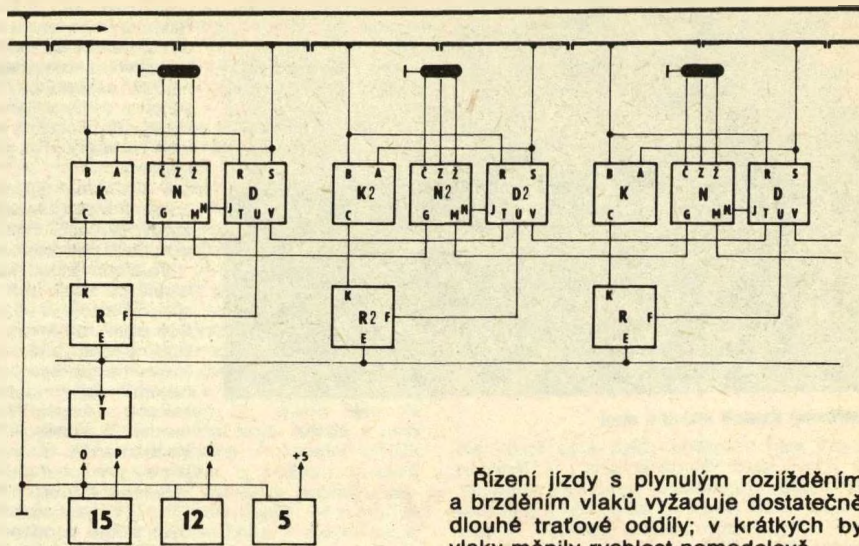 B A Č Z Ž R S B A Č Z Ž R S B A Č Z Ž R S
K N N J D K2 N2 N J D2 K N N J D
C G M T U V C G M T U V C G M T U V
K K K
R F R2 F R F
E E E
Y
T
O P Q +5
15 12 5
Řízení jízdy s plynulým rozjížděním
a brzděním vlaků vyžaduje dostatečně
dlouhé traťové oddíly; v krátkých by